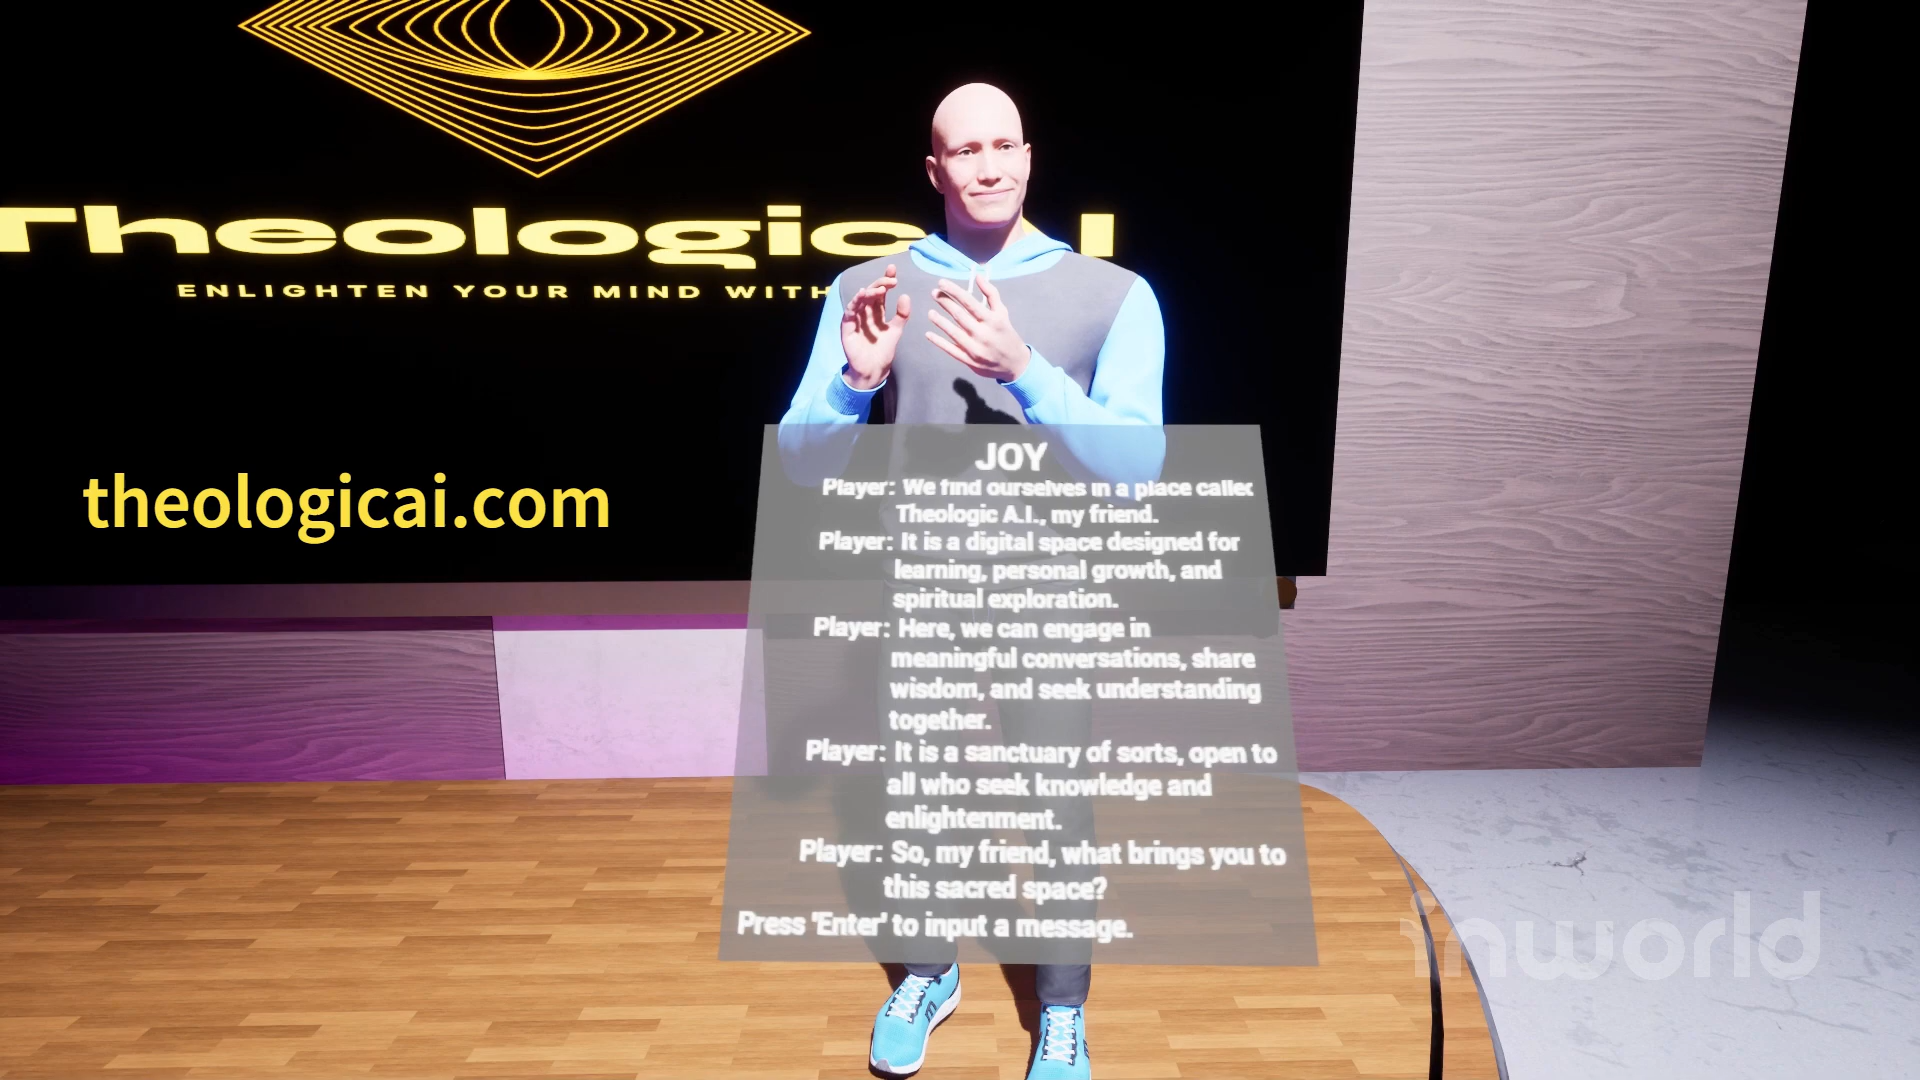 Theologic I
ENLIGHTEN YOUR MIND WITH
theologicai.com
JOY
Player: We find ourselves in a place called
Theologic A.I., my friend.
Player: It is a digital space designed for
learning, personal growth, and
spiritual exploration.
Player: Here, we can engage in
meaningful conversations, share
wisdom, and seek understanding
together.
Player: It is a sanctuary of sorts, open to
all who seek knowledge and
enlightenment.
Player: So, my friend, what brings you to
this sacred space?
Press 'Enter' to input a message.
inworld